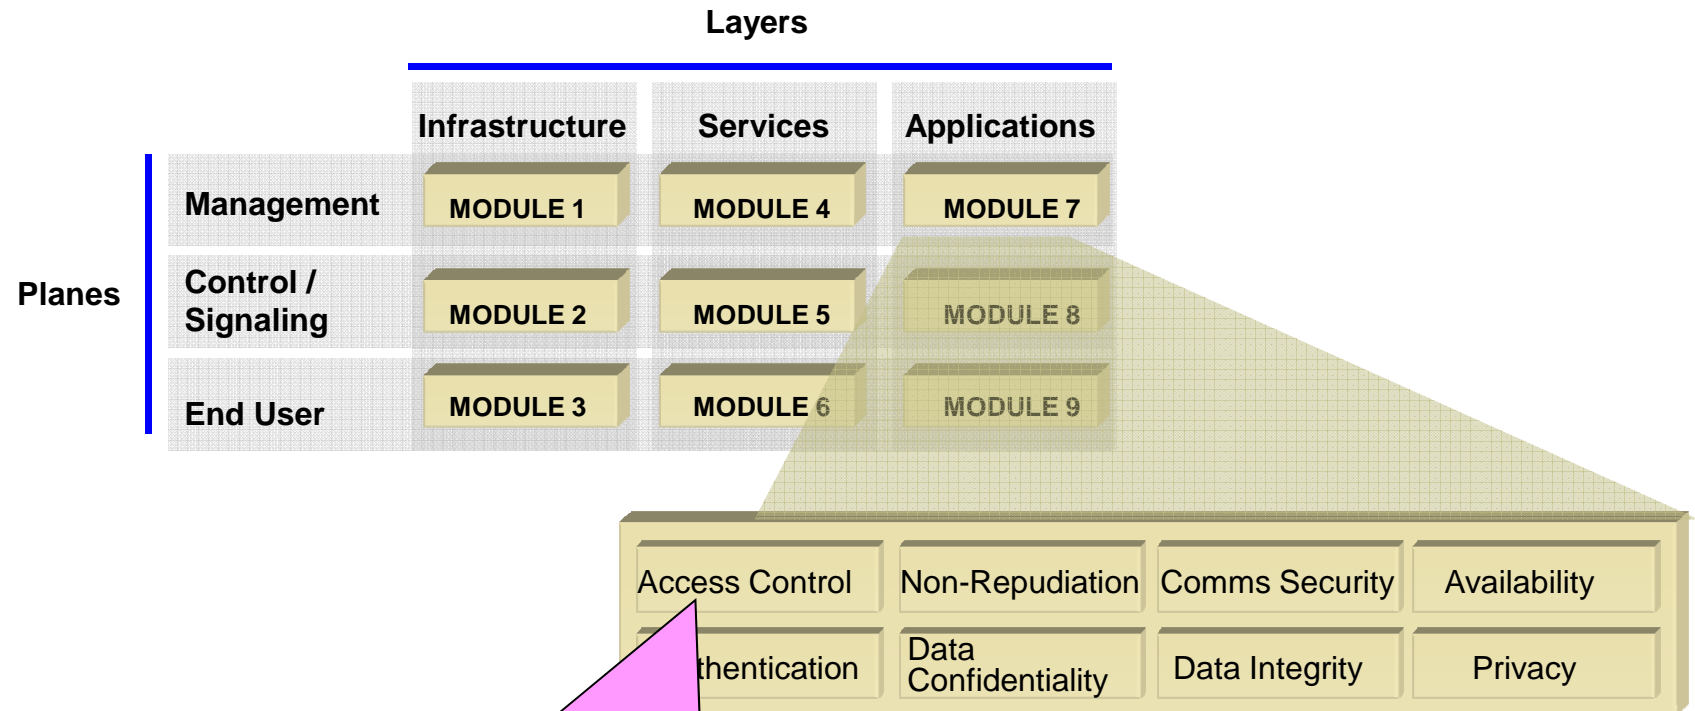 Layers
Infrastructure Services Applications
Planes
Management MODULE 1 MODULE 4 MODULE 7
Control /
Signaling MODULE 2 MODULE 5 MODULE 8
End User MODULE 3 MODULE 6 MODULE 9
Access Control Non-Repudiation Comms Security Availability
thentication Data
Confidentiality Data Integrity Privacy